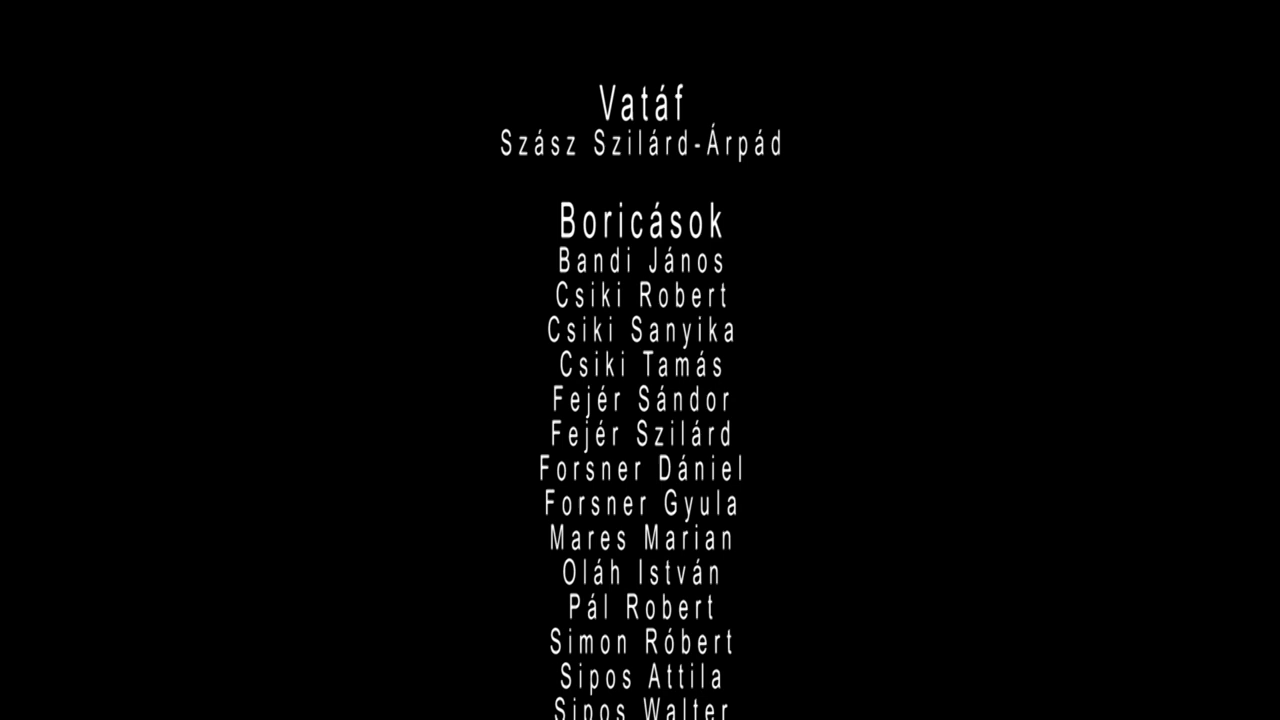 Vatáf
Szász Szilárd-Árpád
Boricások
Bandi János
Csiki Robert
Csiki Sanyika
Csiki Tamás
Fejér Sándor
Fejér Szilárd
Forsner Dániel
Forsner Gyula
Mares Marian
Oláh István
Pál Robert
Simon Róbert
Sipos Attila
Sipos Walter